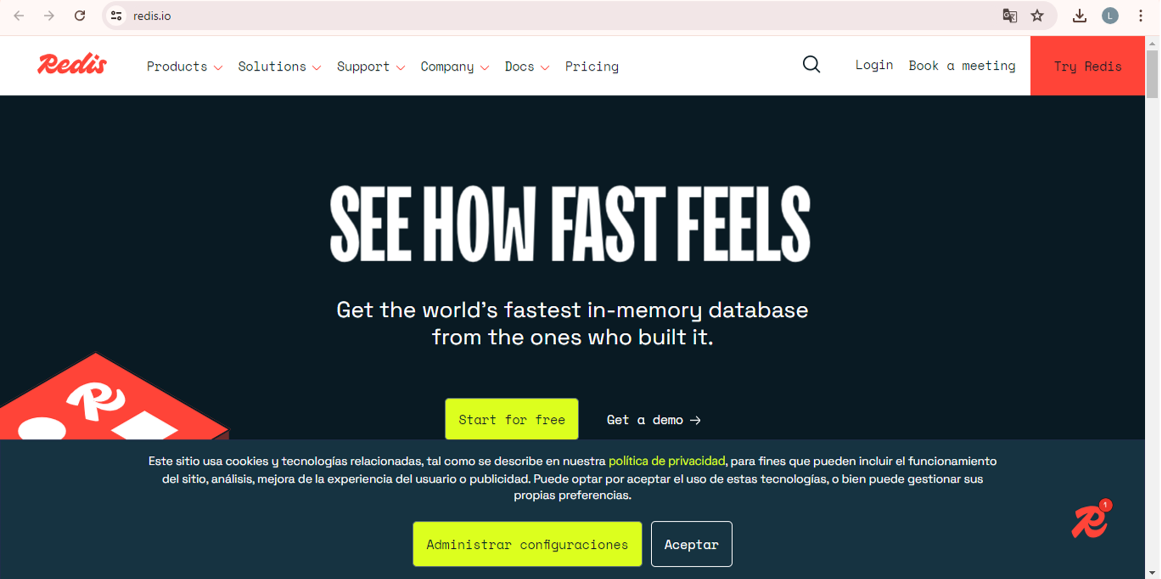 redis.io
L
Redis
Products
Solutions
Support
Company
Docs
Pricing
Login
Book a meeting
Try Redis
SEE HOW FAST FEELS
Get the world's fastest in-memory database
from the ones who built it.
Start for free
Get a demo →
R
Este sitio usa cookies y tecnologías relacionadas, tal como se describe en nuestra política de privacidad, para fines que pueden incluir el funcionamiento
del sitio, análisis, mejora de la experiencia del usuario o publicidad. Puede optar por aceptar el uso de estas tecnologías, o bien puede gestionar sus
propias preferencias.
Administrar configuraciones
Aceptar
R
1